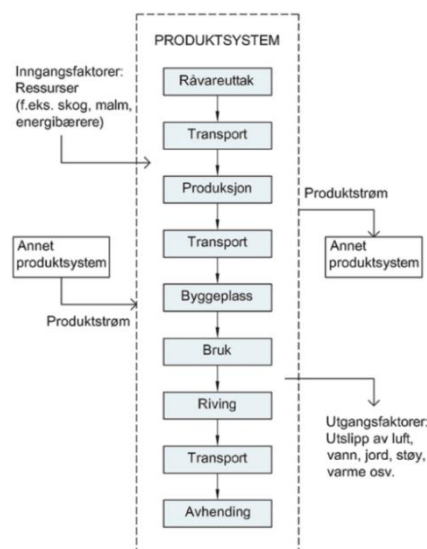 PRODUKTSYSTEM
Inngangsfaktorer:
Ressurser
(f.eks. skog, malm,
energibærere)
Råvareuttak
Transport
Produksjon
Produktstrøm
Transport
Annet
produktsystem
Annet
produktsystem
Byggeplass
Produktstrøm
Bruk
Riving
Utgangsfaktorer:
Utslipp av luft,
vann, jord, støy,
varme osv.
Transport
Avhending